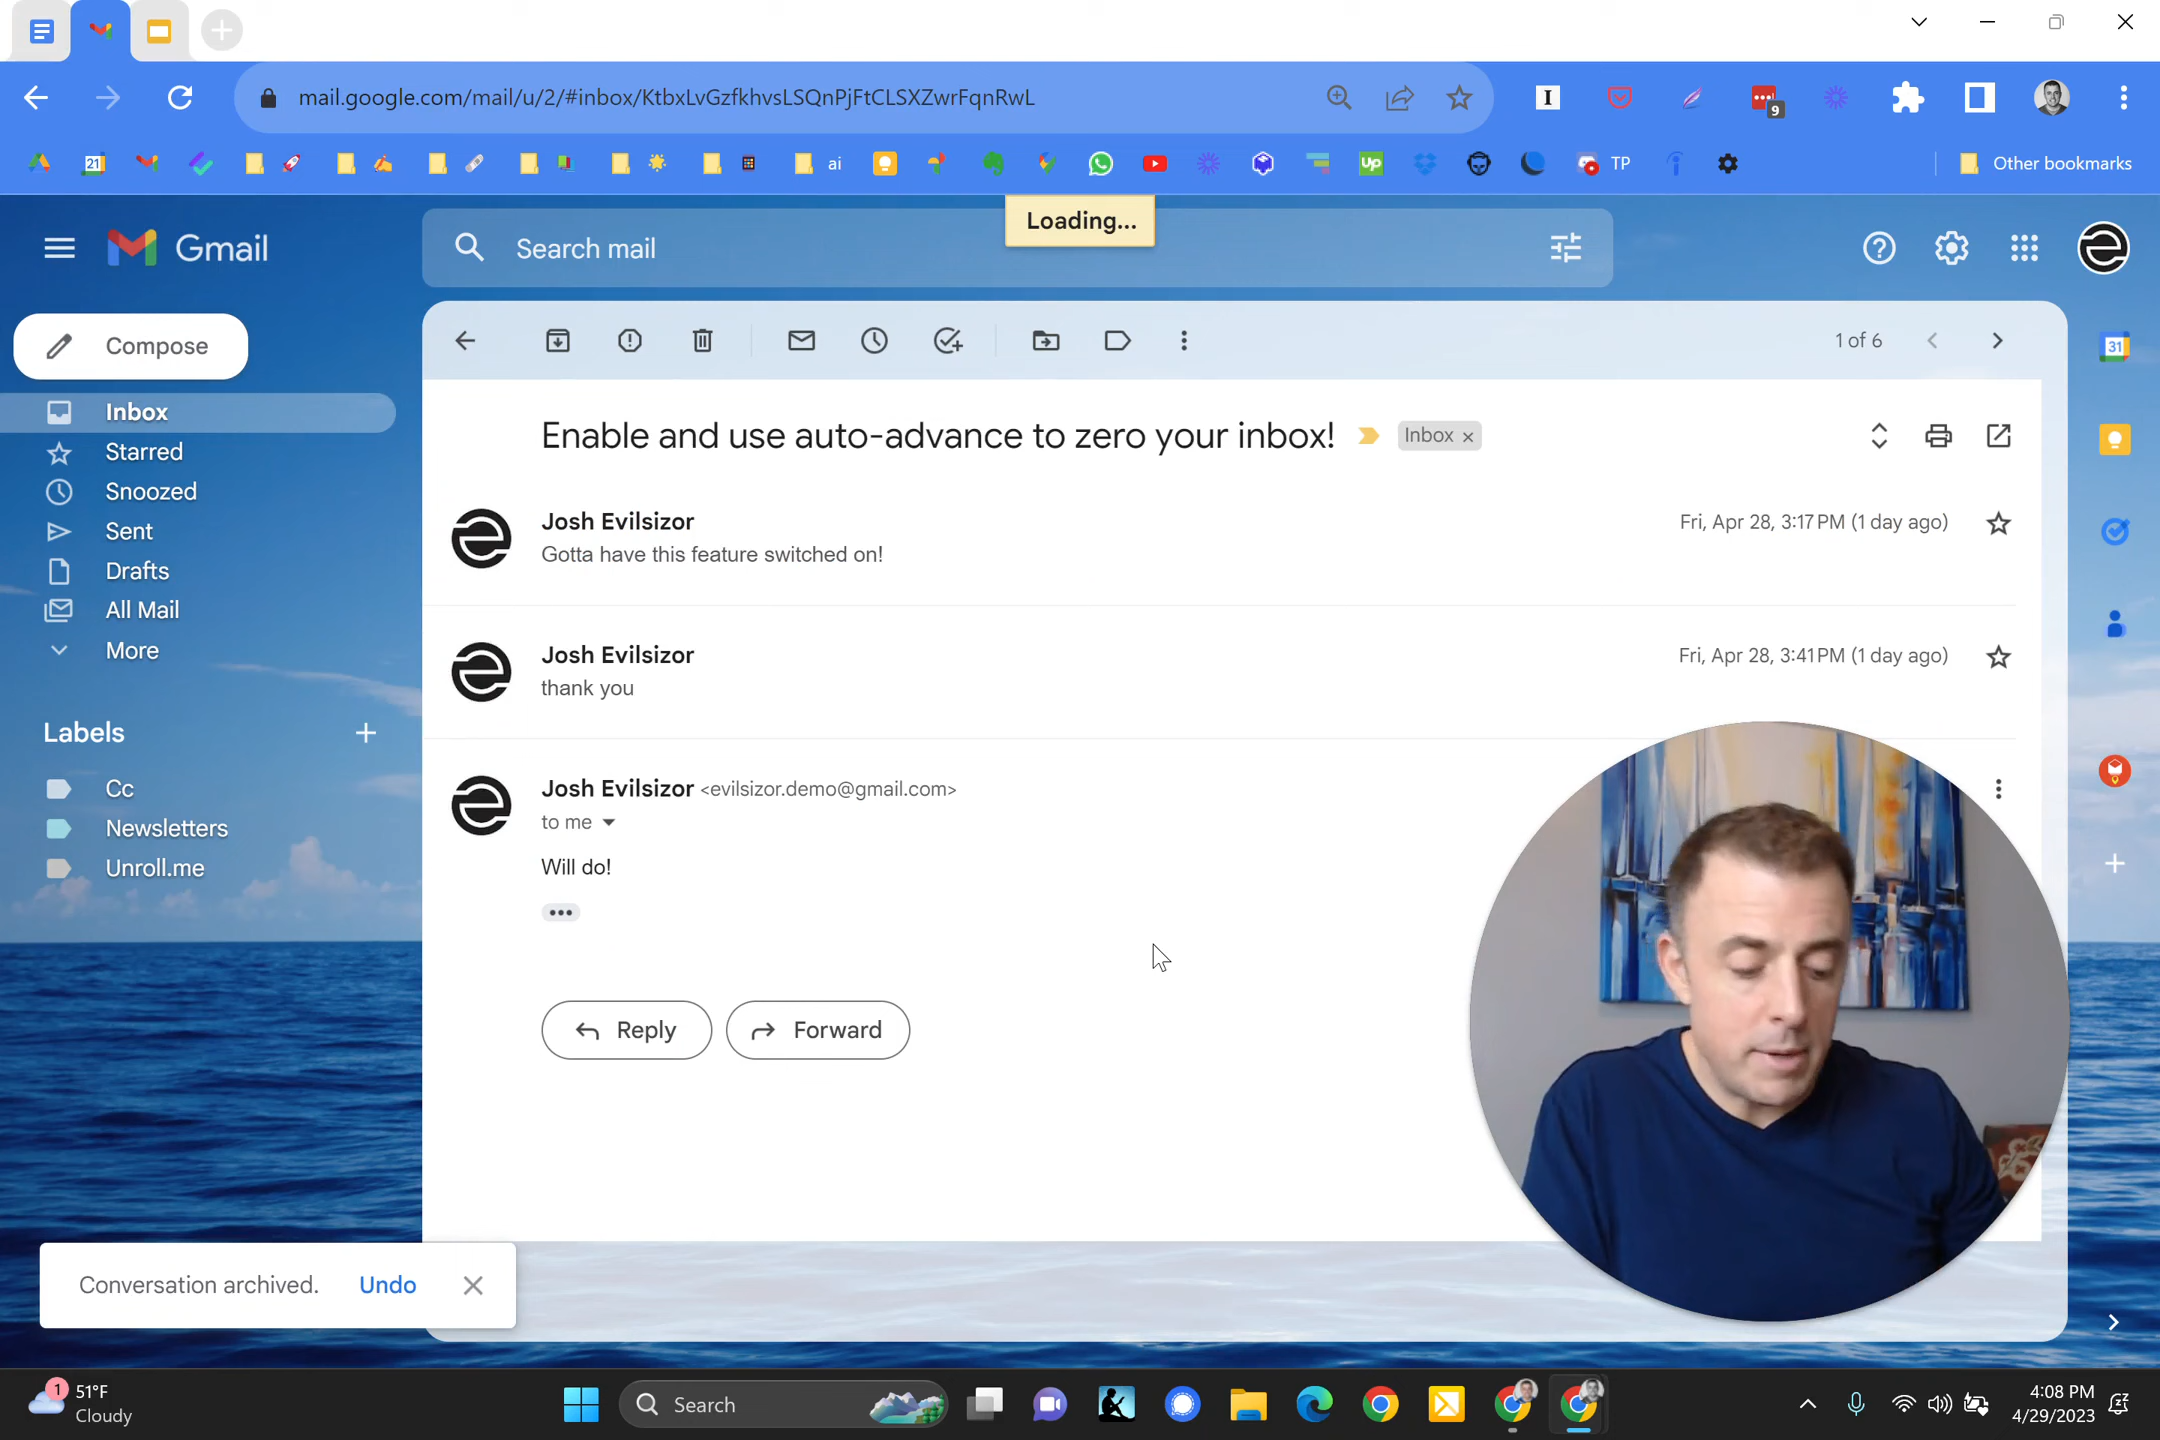 mail.google.com/mail/u/2/#inbox/KtbxLvGzfkhvsLSQnPjFtCLSXZwrFqnRwL
9
21
ai
up
TP
Other bookmarks
Loading...
Gmail
Search mail
Compose
1 of 6
31
Inbox
Starred
Snoozed
Sent
Drafts
All Mail
More
Labels
Cc
Newsletters
Unroll.me
Enable and use auto-advance to zero your inbox!
Inbox ×
Josh Evilsizor
Fri, Apr 28, 3:17 PM (1 day ago)
Gotta have this feature switched on!
Josh Evilsizor
Fri, Apr 28, 3:41 PM (1 day ago)
thank you
Josh Evilsizor <evilsizor.demo@gmail.com>
to me
Will do!
Reply
Forward
Conversation archived.
Undo
1
51°F
Cloudy
Search
4:08 PM
4/29/2023